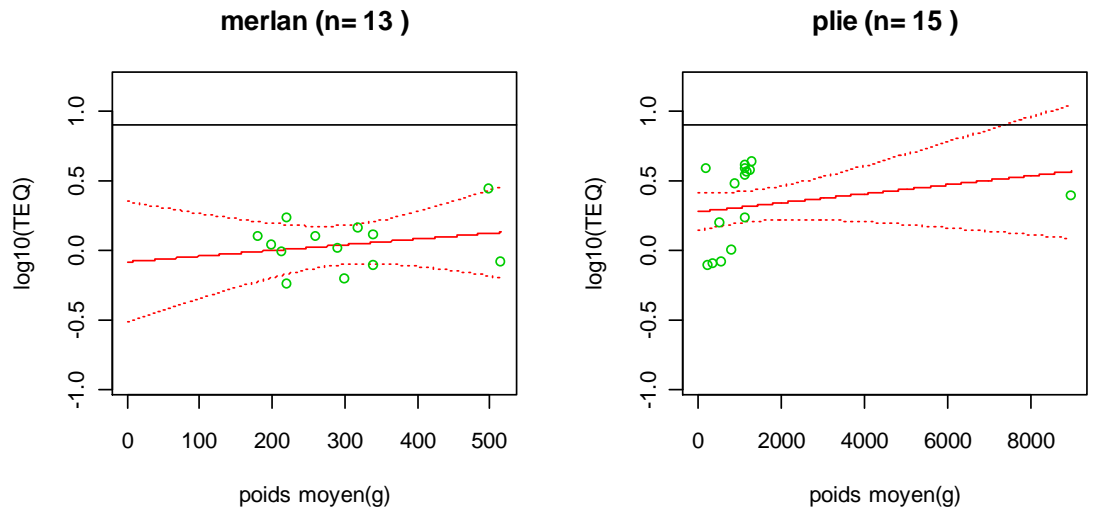 merlan (n= 13 )
log10(TEQ)
1.0
0.5
0.0
-0.5
-1.0
0 100 200 300 400 500
poids moyen(g)
plie (n= 15 )
log10(TEQ)
1.0
0.5
0.0
-0.5
-1.0
0 2000 4000 6000 8000
poids moyen(g)